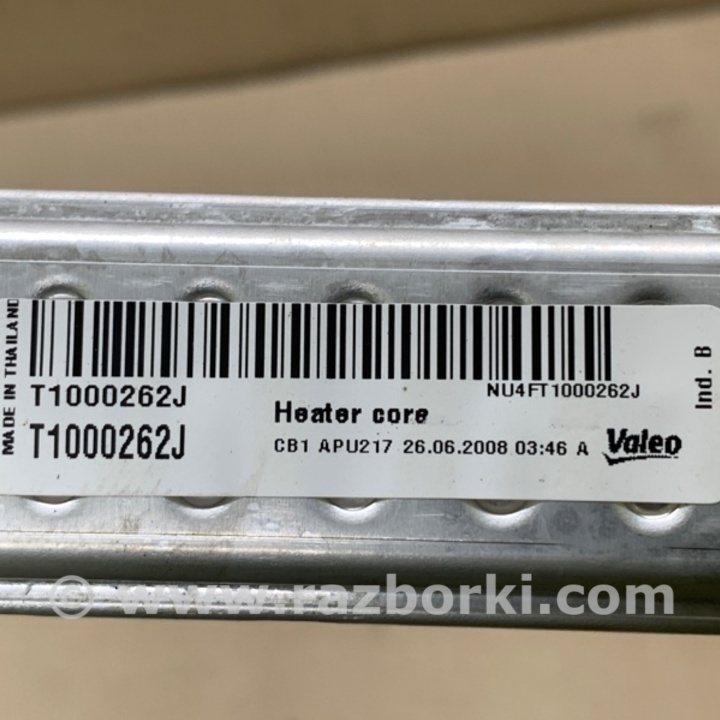 MADE IN THAILAND
T1000262J
NU4FT1000262J
T1000262J
Heater core
CB1 APU217 26.06.2008 03:46 A
Valeo
Ind. B
© www.razborki.com